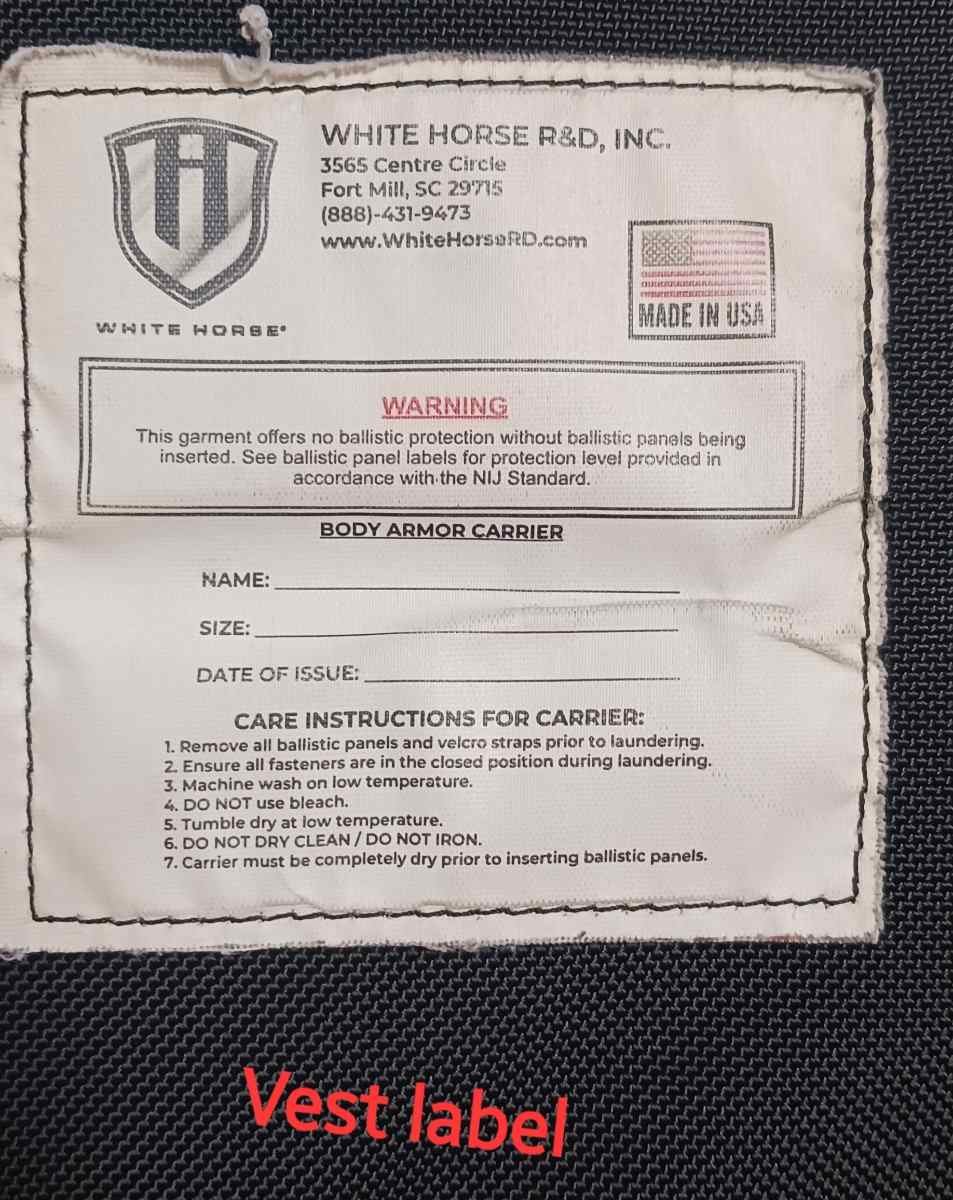 WHITE HORSE R&D, INC.
3565 Centre Circle
Fort Mill, SC 29715
(888)-431-9473
www.WhiteHorseRD.com
WHITE HORSE®
MADE IN USA
WARNING
This garment offers no ballistic protection without ballistic panels being
inserted. See ballistic panel labels for protection level provided in
accordance with the NIJ Standard.
BODY ARMOR CARRIER
NAME:
SIZE:
DATE OF ISSUE:
CARE INSTRUCTIONS FOR CARRIER:
1. Remove all ballistic panels and velcro straps prior to laundering.
2. Ensure all fasteners are in the closed position during laundering.
3. Machine wash on low temperature.
4. DO NOT use bleach.
5. Tumble dry at low temperature.
6. DO NOT DRY CLEAN / DO NOT IRON.
7. Carrier must be completely dry prior to inserting ballistic panels.
Vest label